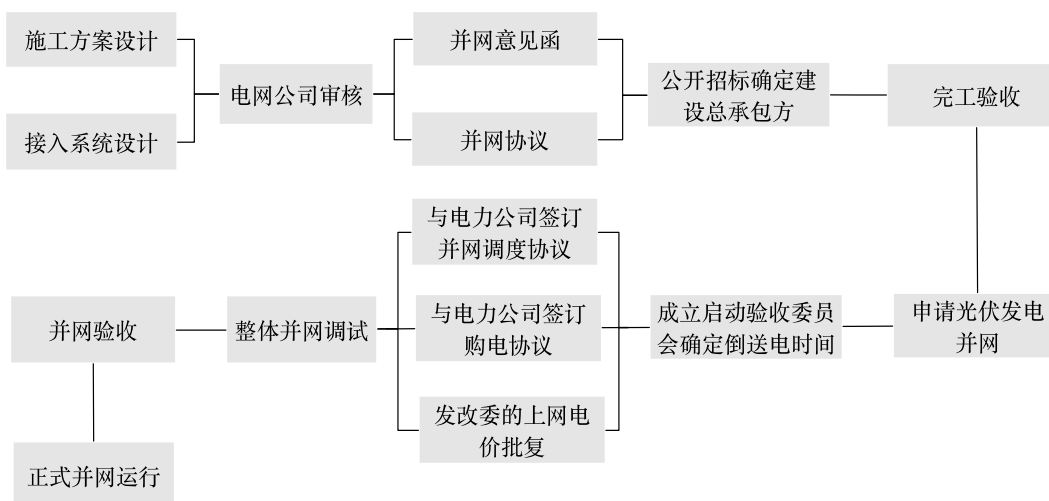 施工方案设计
接入系统设计
电网公司审核
并网意见函
并网协议
公开招标确定建
设总承包方
完工验收
申请光伏发电
并网
成立启动验收委员
会确定倒送电时间
与电力公司签订
并网调度协议
与电力公司签订
购电协议
发改委的上网电
价批复
整体并网调试
并网验收
正式并网运行